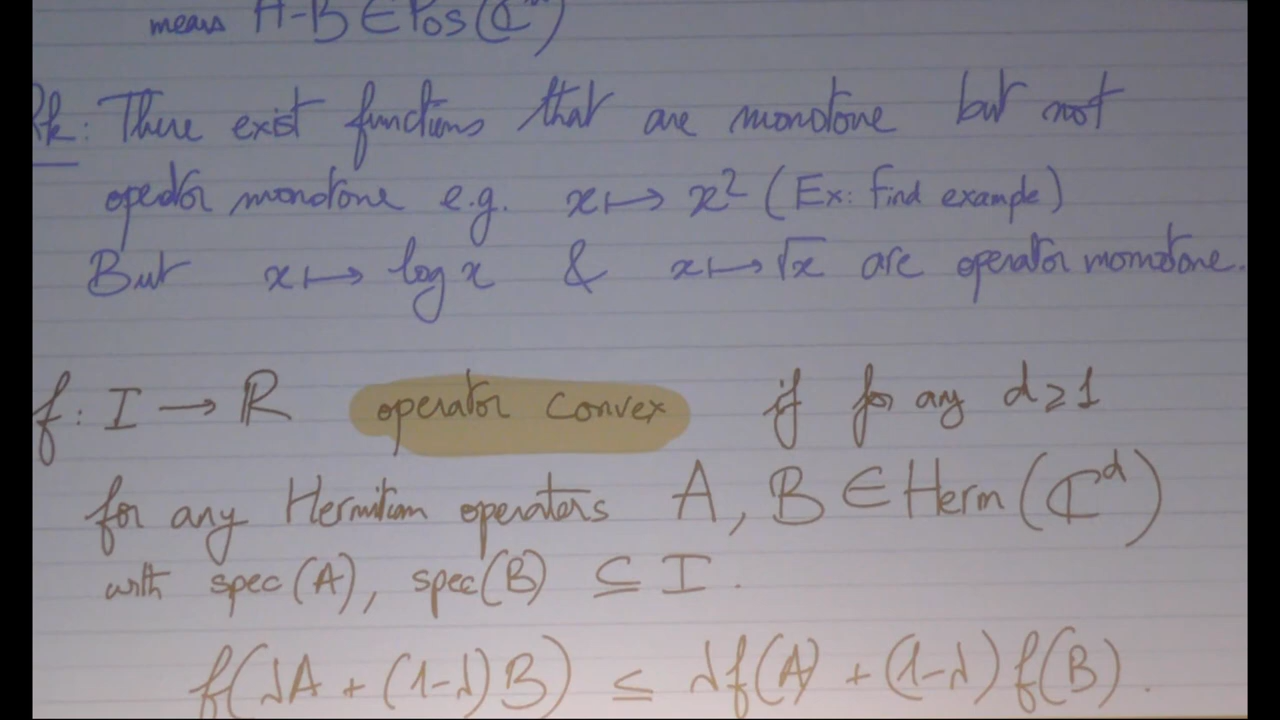 means A-B ∈ Pos(ℂᵈ)
Rk: There exist functions that are monotone but not
operator monotone e.g. x ↦ x² (Ex: Find example)
But x ↦ log x & x ↦ √x are operator monotone.
f: I → ℝ operator convex if for any d ≥ 1
for any Hermitian operators A, B ∈ Herm(ℂᵈ)
with spec(A), spec(B) ⊆ I.
f(λA + (1-λ)B) ≤ λf(A) + (1-λ)f(B).